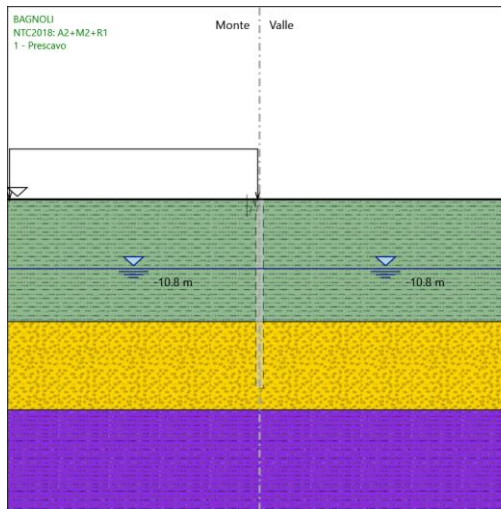 BAGNOLI
NTC2018: A2+M2+R1
1 - Prescavo
Monte Valle
-10.8 m -10.8 m